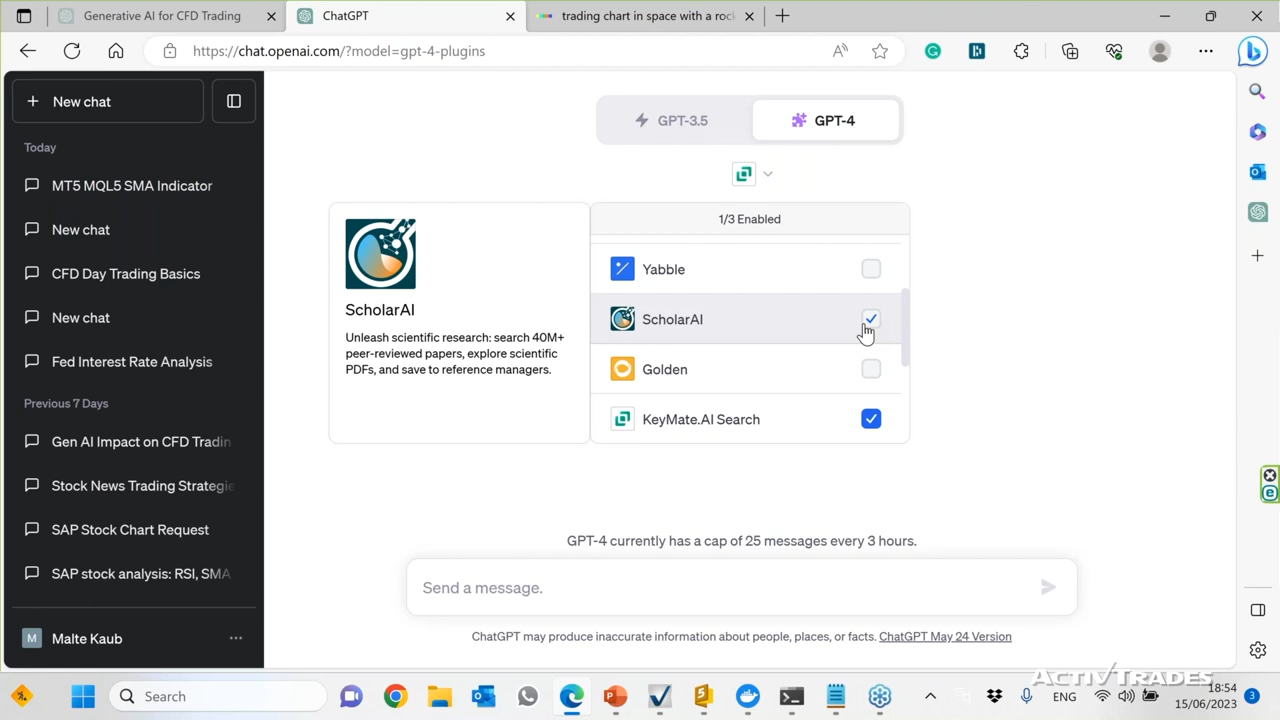 Generative AI for CFD Trading
ChatGPT
trading chart in space with a rock
https://chat.openai.com/?model=gpt-4-plugins
New chat
Today
MT5 MQL5 SMA Indicator
New chat
CFD Day Trading Basics
New chat
Fed Interest Rate Analysis
Previous 7 Days
Gen AI Impact on CFD Tradin
Stock News Trading Strategie
SAP Stock Chart Request
SAP stock analysis: RSI, SMA
M Malte Kaub
GPT-3.5
GPT-4
ScholarAI
Unleash scientific research: search 40M+
peer-reviewed papers, explore scientific
PDFs, and save to reference managers.
1/3 Enabled
Yabble
ScholarAI
Golden
KeyMate.AI Search
GPT-4 currently has a cap of 25 messages every 3 hours.
Send a message.
ChatGPT may produce inaccurate information about people, places, or facts. ChatGPT May 24 Version
ACTIVTRADES
Search
ENG
18:54
15/06/2023
3